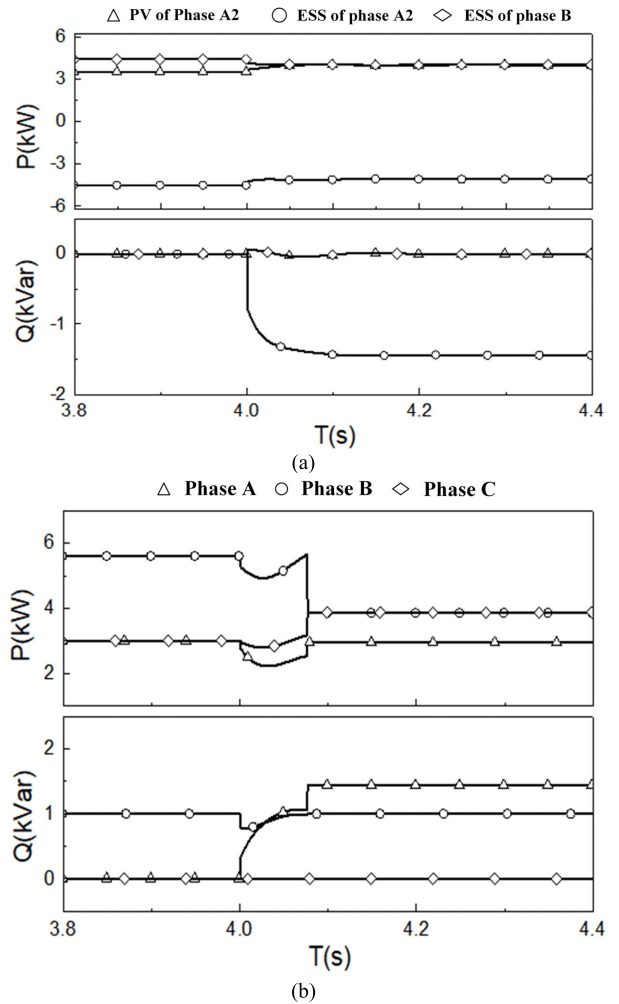 PV of Phase A2 ESS of phase A2 ESS of phase B
6
3
0
-3
-6
P(kW)
0
-1
-2
Q(kVar)
3.8 4.0 4.2 4.4
T(s)
(a)
Phase A Phase B Phase C
6
4
2
P(kW)
2
1
0
Q(kVar)
3.8 4.0 4.2 4.4
T(s)
(b)